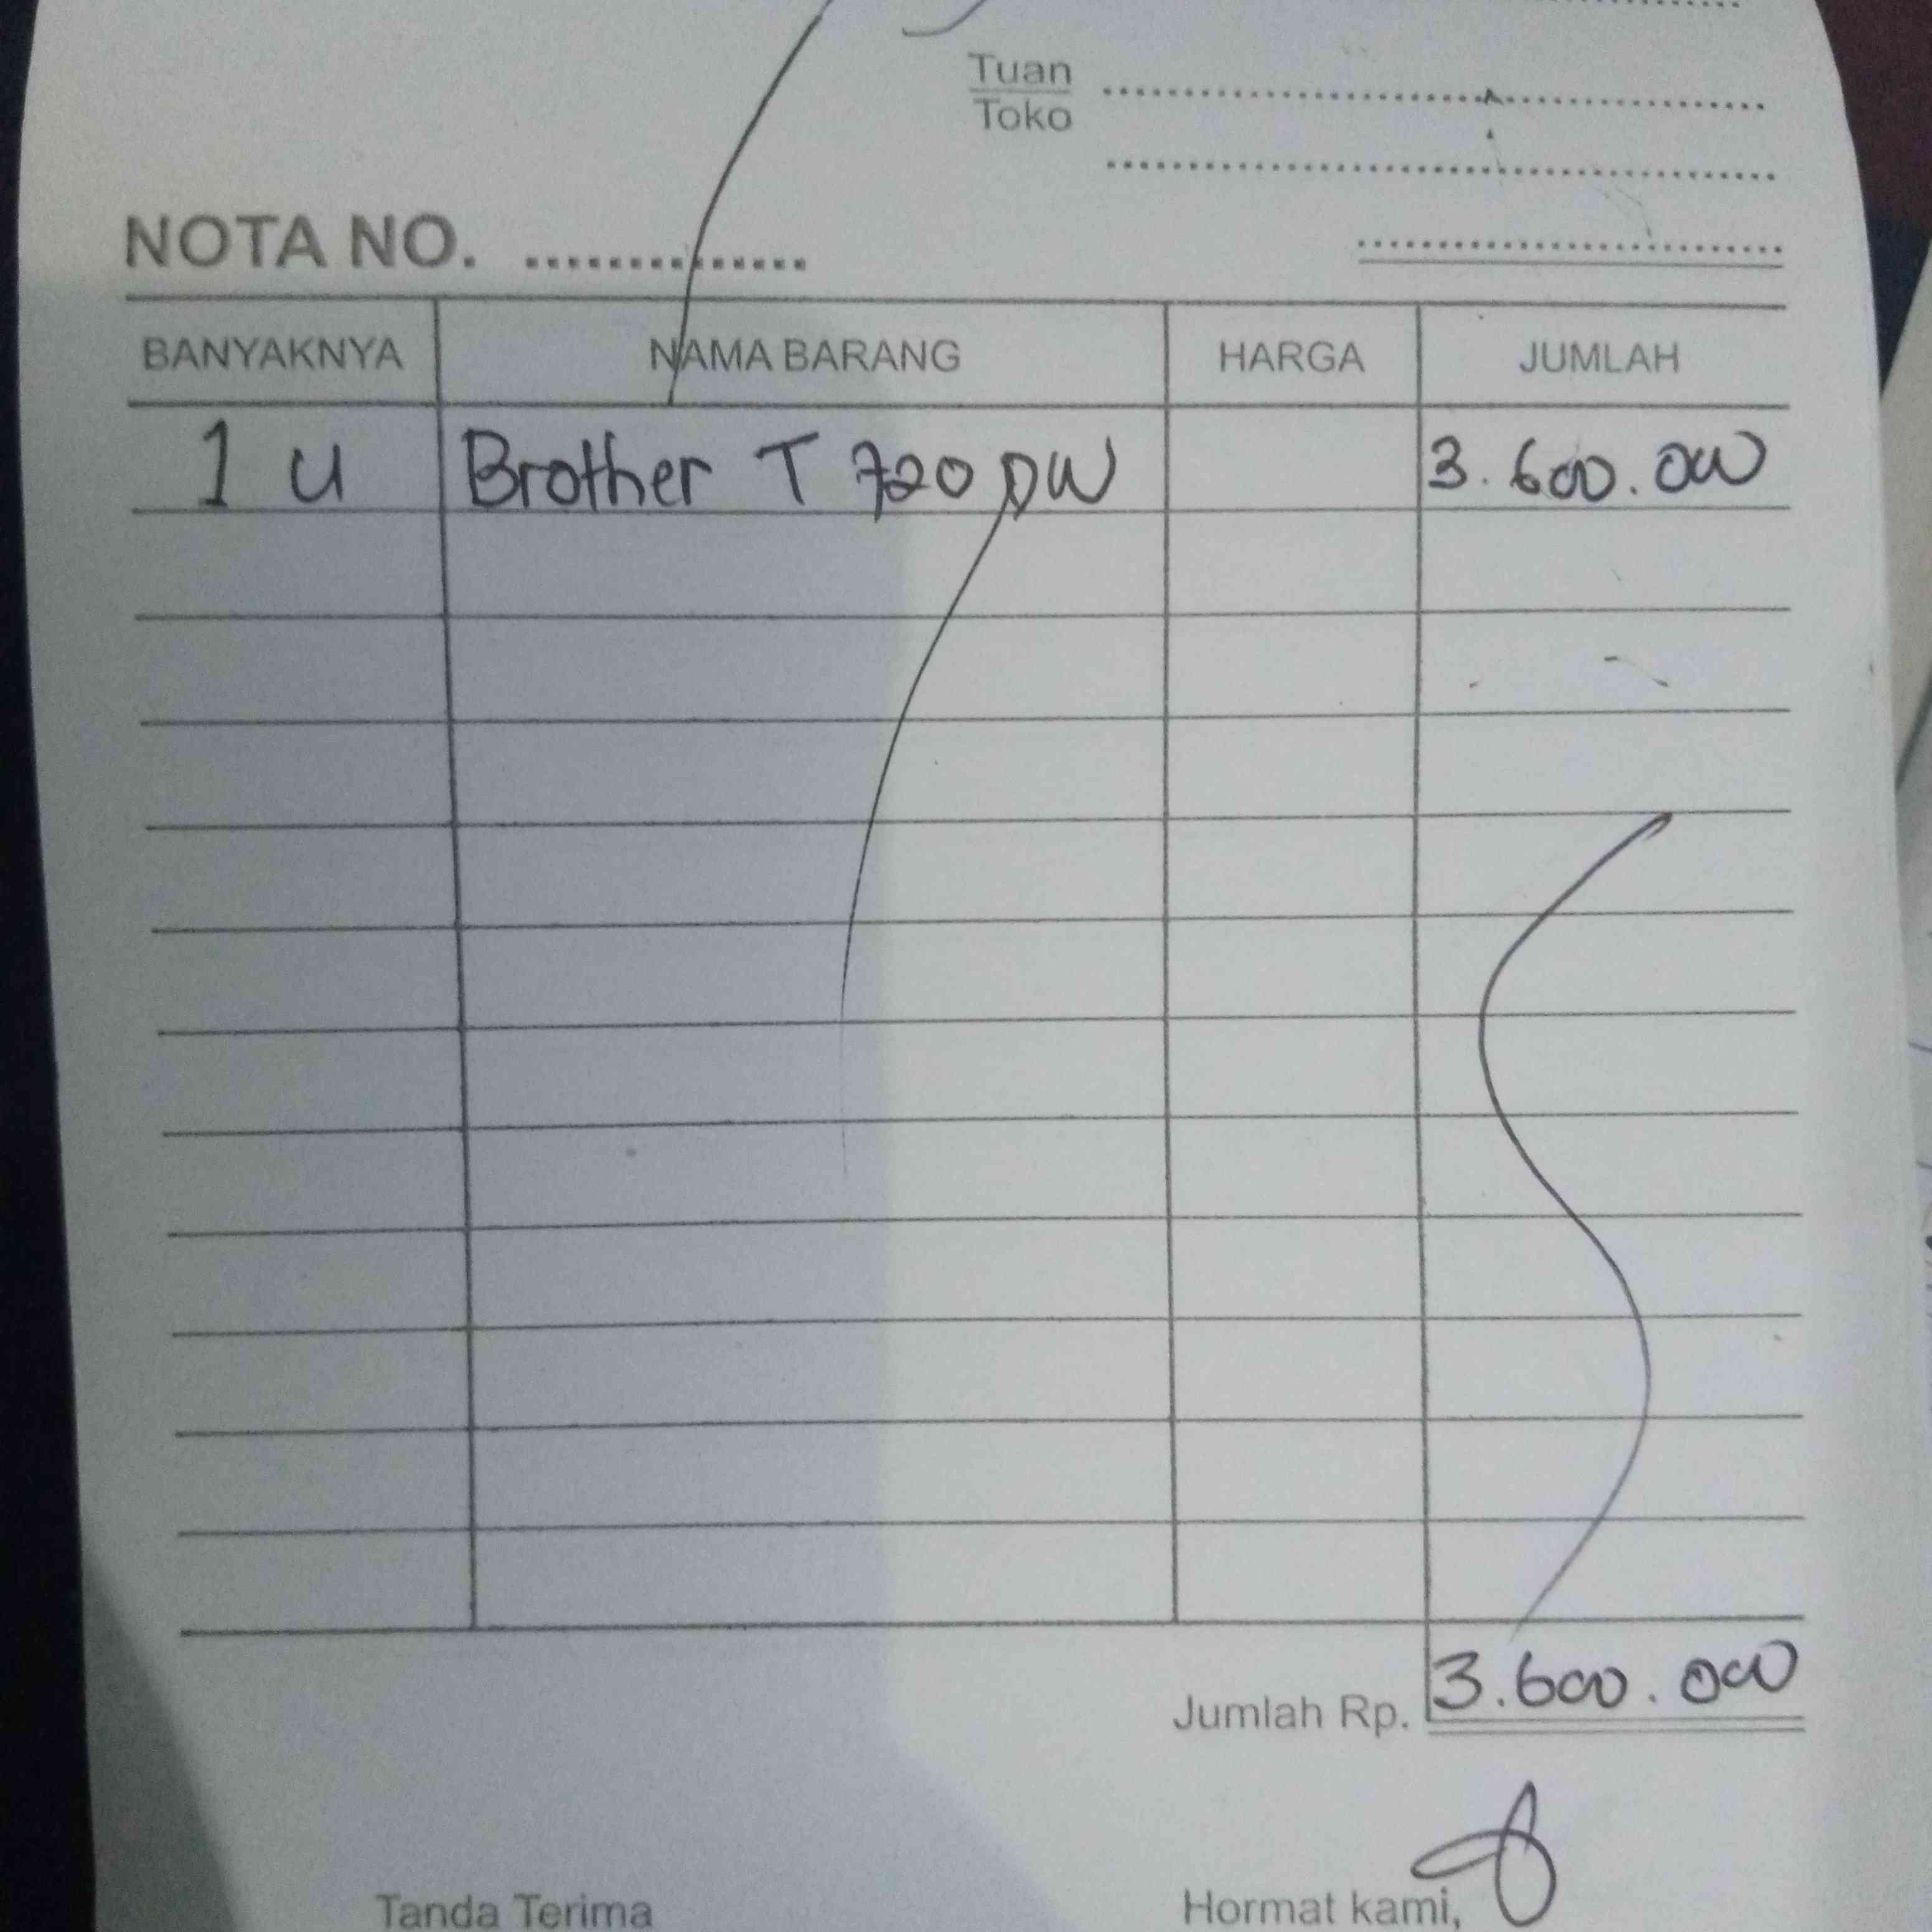 Tuan
Toko
NOTA NO.
BANYAKNYA NAMA BARANG HARGA JUMLAH
1 u Brother T 720 DW 3.600.000
Jumlah Rp. 3.600.000
Tanda Terima Hormat kami,